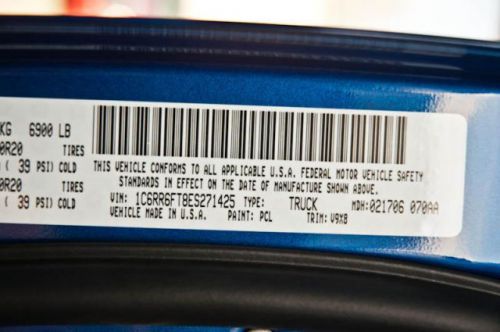 KG 6900 LB
0R20 TIRES
( 39 PSI) COLD
0R20 TIRES
( 39 PSI) COLD
THIS VEHICLE CONFORMS TO ALL APPLICABLE U.S.A. FEDERAL MOTOR VEHICLE SAFETY
STANDARDS IN EFFECT ON THE DATE OF MANUFACTURE SHOWN ABOVE.
VIN: 1C6RR6FT8ES271425 TYPE: TRUCK MDH:021706 070AA
VEHICLE MADE IN U.S.A. PAINT: PCL TRIM: V9X8